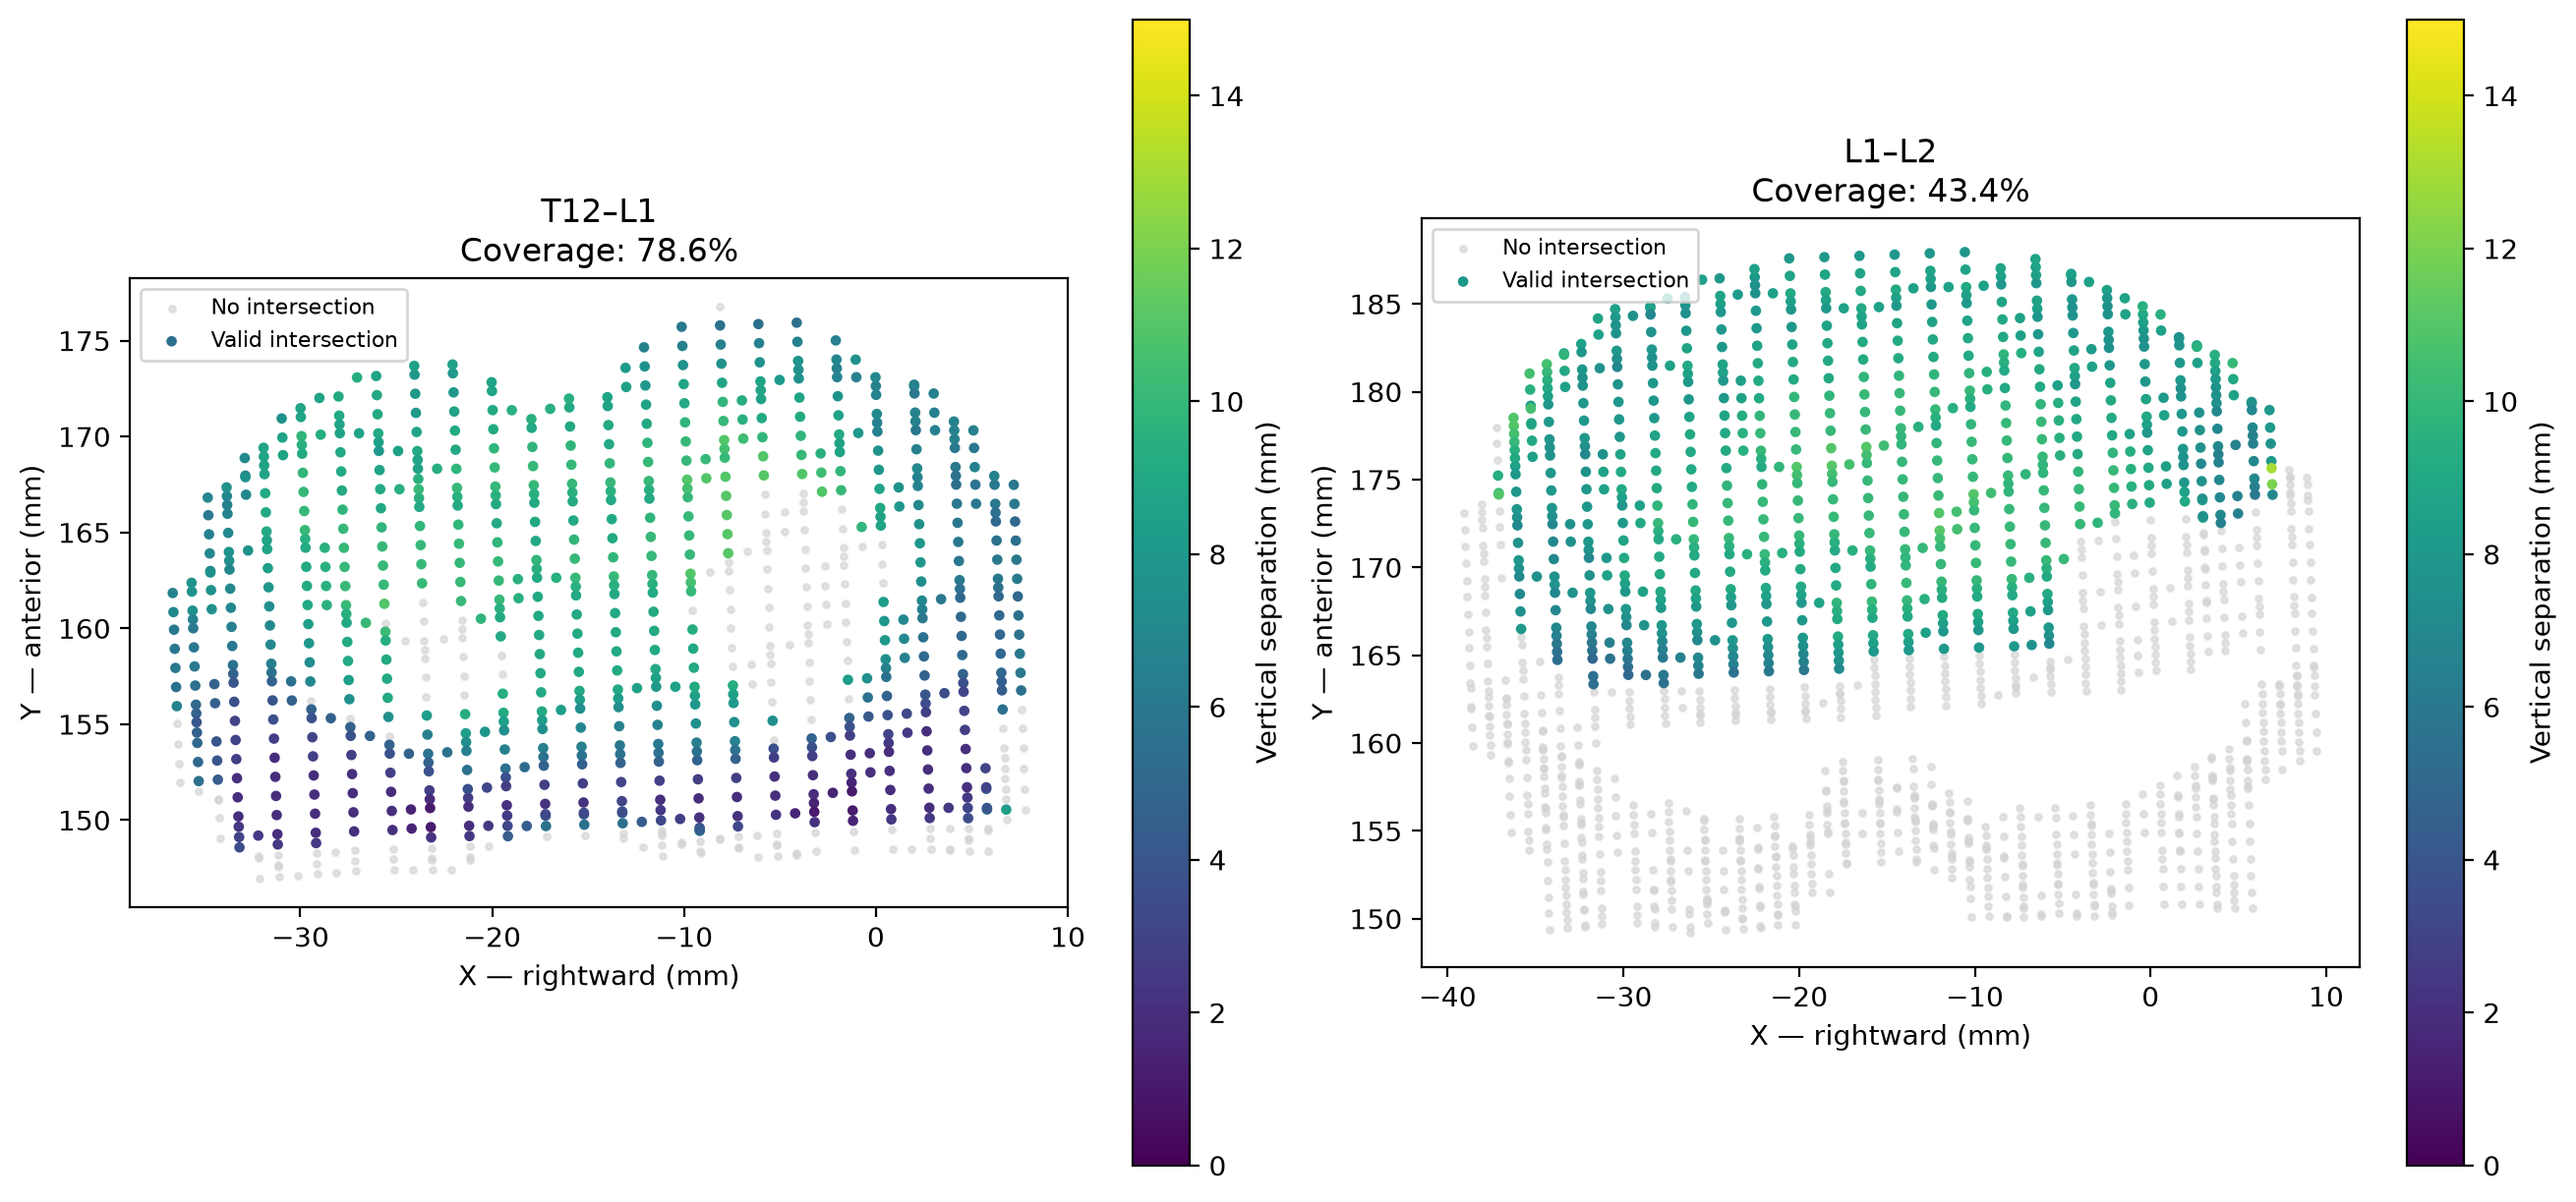 T12–L1
Coverage: 78.6%
No intersection
Valid intersection
175
170
165
160
155
150
Y — anterior (mm)
−30
−20
−10
0
10
X — rightward (mm)
14
12
10
8
6
4
2
0
Vertical separation (mm)
L1–L2
Coverage: 43.4%
No intersection
Valid intersection
185
180
175
170
165
160
155
150
Y — anterior (mm)
−40
−30
−20
−10
0
10
X — rightward (mm)
14
12
10
8
6
4
2
0
Vertical separation (mm)